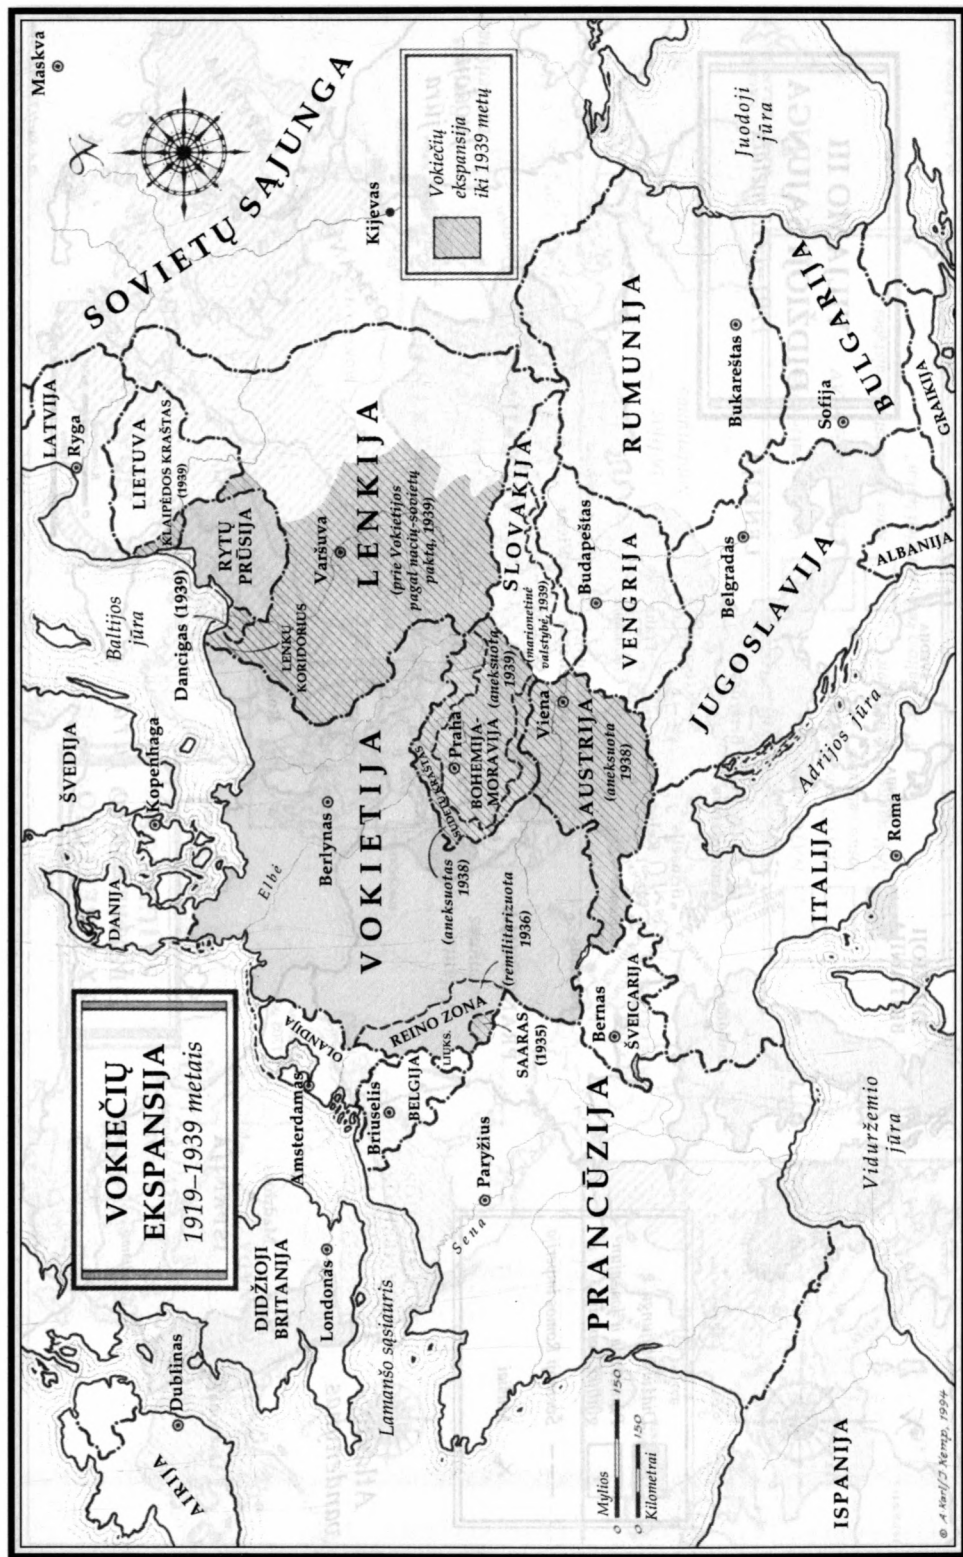 VOKIEČIŲ
EKSPANSIJA
1919–1939 metais
AIRIJA
Dublinas
DIDŽIOJI
BRITANIJA
Londonas
Lamanšo sąsiauris
DANIJA
ŠVEDIJA
Kopenhaga
Baltijos
jūra
Dancigas (1939)
LATVIJA
Ryga
LIETUVA
KLAIPĖDOS KRAŠTAS
(1939)
RYTŲ
PRŪSIJA
Maskva
N
SOVIETŲ SĄJUNGA
Kijevas
Vokiečių
ekspansija
iki 1939 metų
Amsterdamas
OLANDIJA
Briuselis
BELGIJA
LIUKS.
REINO ZONA
(remilitarizuota
1936)
SAARAS
(1935)
Elbė
Berlynas
VOKIETIJA
(aneksuotas
1938)
SUDETŲ KRAŠTAS
Praha
BOHEMIJA-
MORAVIJA
(aneksuota
1939)
LENKŲ
KORIDORIUS
Varšuva
LENKIJA
(prie Vokietijos
pagal nacių-sovietų
paktą, 1939)
SLOVAKIJA
(marionetinė
valstybė, 1939)
Viena
AUSTRIJA
(aneksuota
1938)
Budapeštas
VENGRIJA
RUMUNIJA
Bukareštas
Juodoji
jūra
BULGARIJA
Sofija
GRAIKIJA
ALBANIJA
Belgradas
JUGOSLAVIJA
Adrijos jūra
ITALIJA
Roma
Bernas
ŠVEICARIJA
Paryžius
Sena
PRANCŪZIJA
Viduržemio
jūra
ISPANIJA
Mylios
0 150
0 150
Kilometrai
© A Karl/J Kemp, 1994